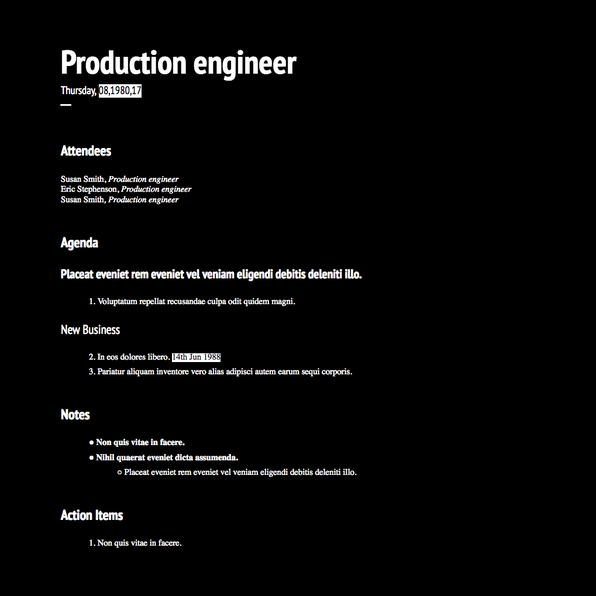 Production engineer
Thursday, 08,1980,17
Attendees
Susan Smith, Production engineer
Eric Stephenson, Production engineer
Susan Smith, Production engineer
Agenda
Placeat eveniet rem eveniet vel veniam eligendi debitis deleniti illo.
1. Voluptatum repellat recusandae culpa odit quidem magni.
New Business
2. In eos dolores libero. 14th Jun 1988
3. Pariatur aliquam inventore vero alias adipisci autem earum sequi corporis.
Notes
● Non quis vitae in facere.
● Nihil quaerat eveniet dicta assumenda.
○ Placeat eveniet rem eveniet vel veniam eligendi debitis deleniti illo.
Action Items
1. Non quis vitae in facere.